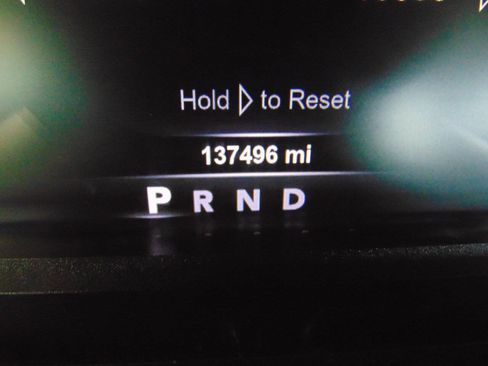 Hold ▷ to Reset
137496 mi
P R N D